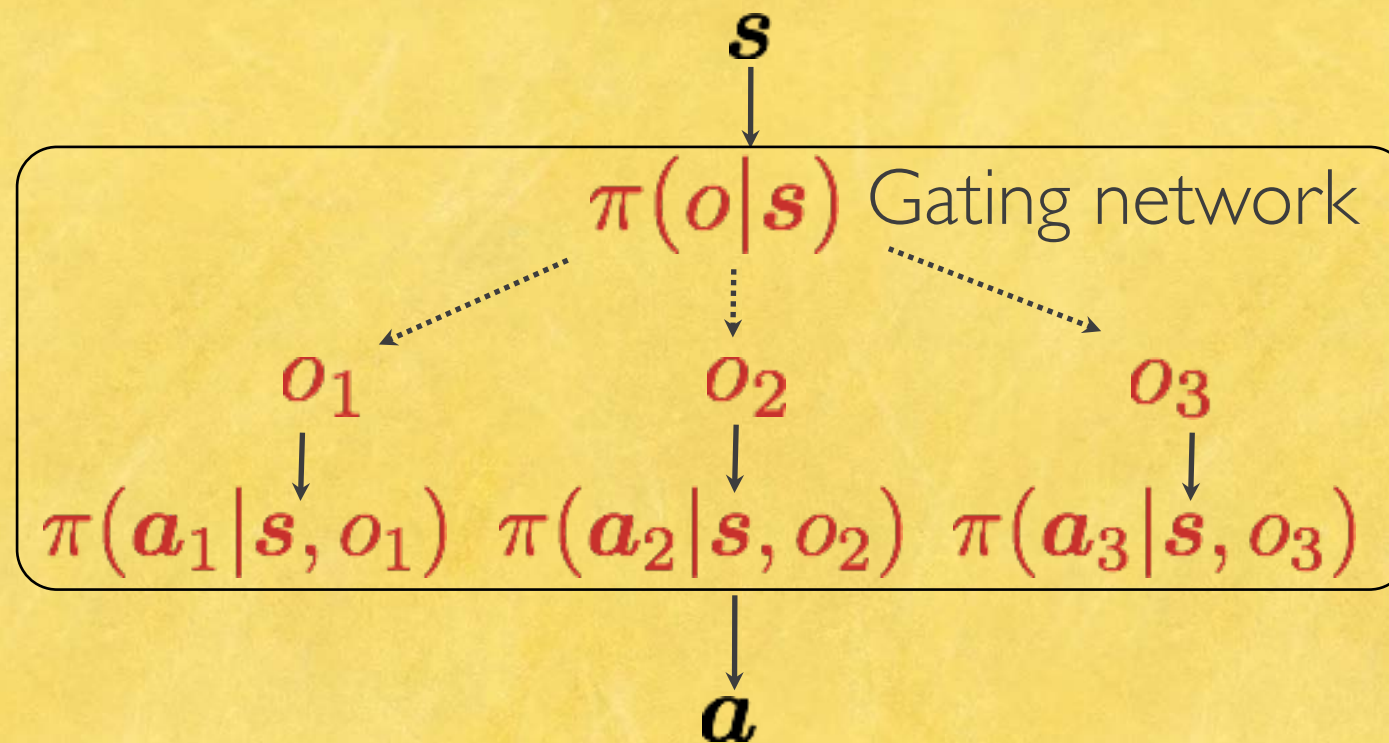 s
π(o|s) Gating network
o₁ o₂ o₃
π(a₁|s, o₁) π(a₂|s, o₂) π(a₃|s, o₃)
a